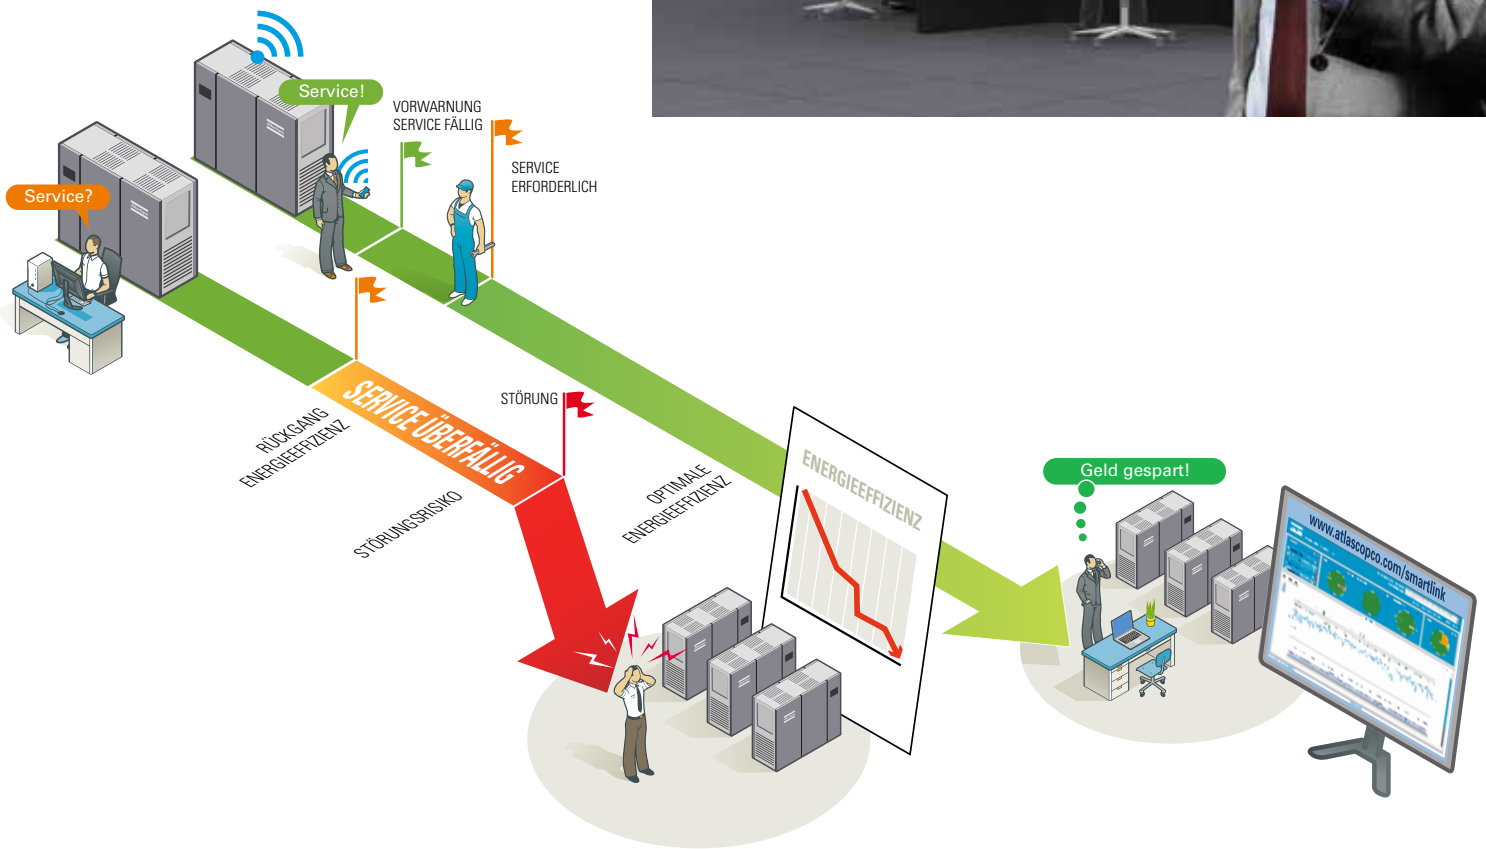 Service!
VORWARNUNG
SERVICE FÄLLIG
SERVICE
ERFORDERLICH
Service?
SERVICE ÜBERFÄLLIG
STÖRUNG
RÜCKGANG
ENERGIEEFFIZIENZ
STÖRUNGSRISIKO
OPTIMALE
ENERGIEEFFIZIENZ
ENERGIEEFFIZIENZ
Geld gespart!
www.atlascopco.com/smartlink